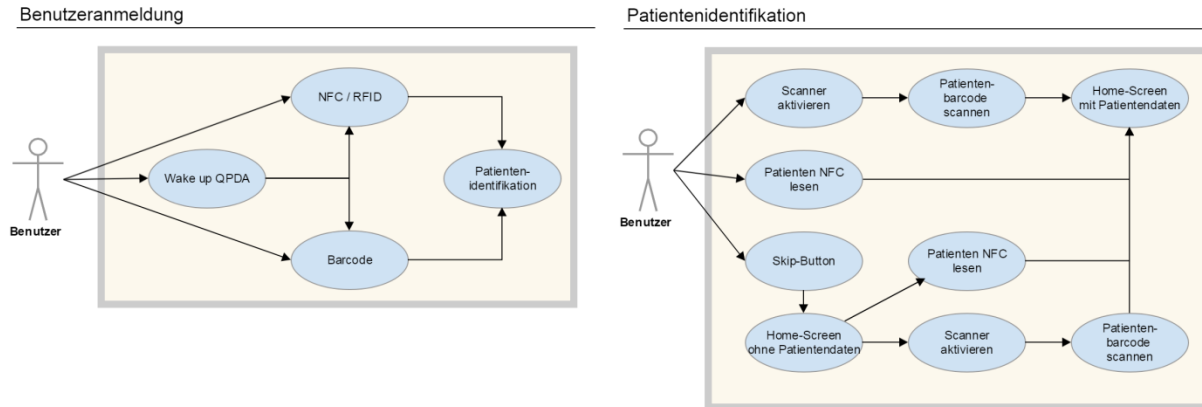 Benutzeranmeldung
NFC / RFID
Wake up QPDA
Patienten-
identifikation
Benutzer
Barcode
Patientenidentifikation
Scanner
aktivieren
Patienten-
barcode
scannen
Home-Screen
mit Patientendaten
Patienten NFC
lesen
Benutzer
Skip-Button
Patienten NFC
lesen
Home-Screen
ohne Patientendaten
Scanner
aktivieren
Patienten-
barcode
scannen